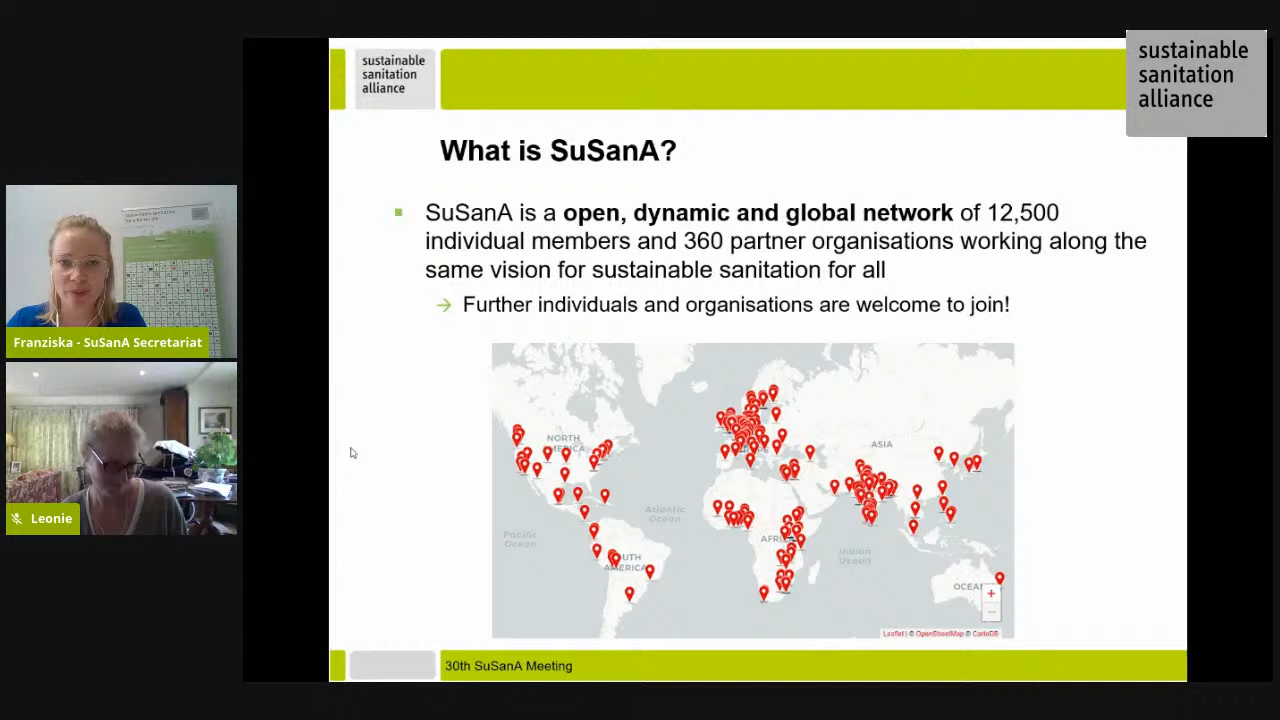 sustainable
sanitation
alliance
sustainable
sanitation
alliance
What is SuSanA?
SuSanA is a open, dynamic and global network of 12,500
individual members and 360 partner organisations working along the
same vision for sustainable sanitation for all
Further individuals and organisations are welcome to join!
Franziska - SuSanA Secretariat
Leonie
NORTH
AMERICA
ASIA
Atlantic
Ocean
Pacific
Ocean
Indian
Ocean
SOUTH
AMERICA
+
−
Leaflet | © OpenStreetMap © CartoDB
30th SuSanA Meeting